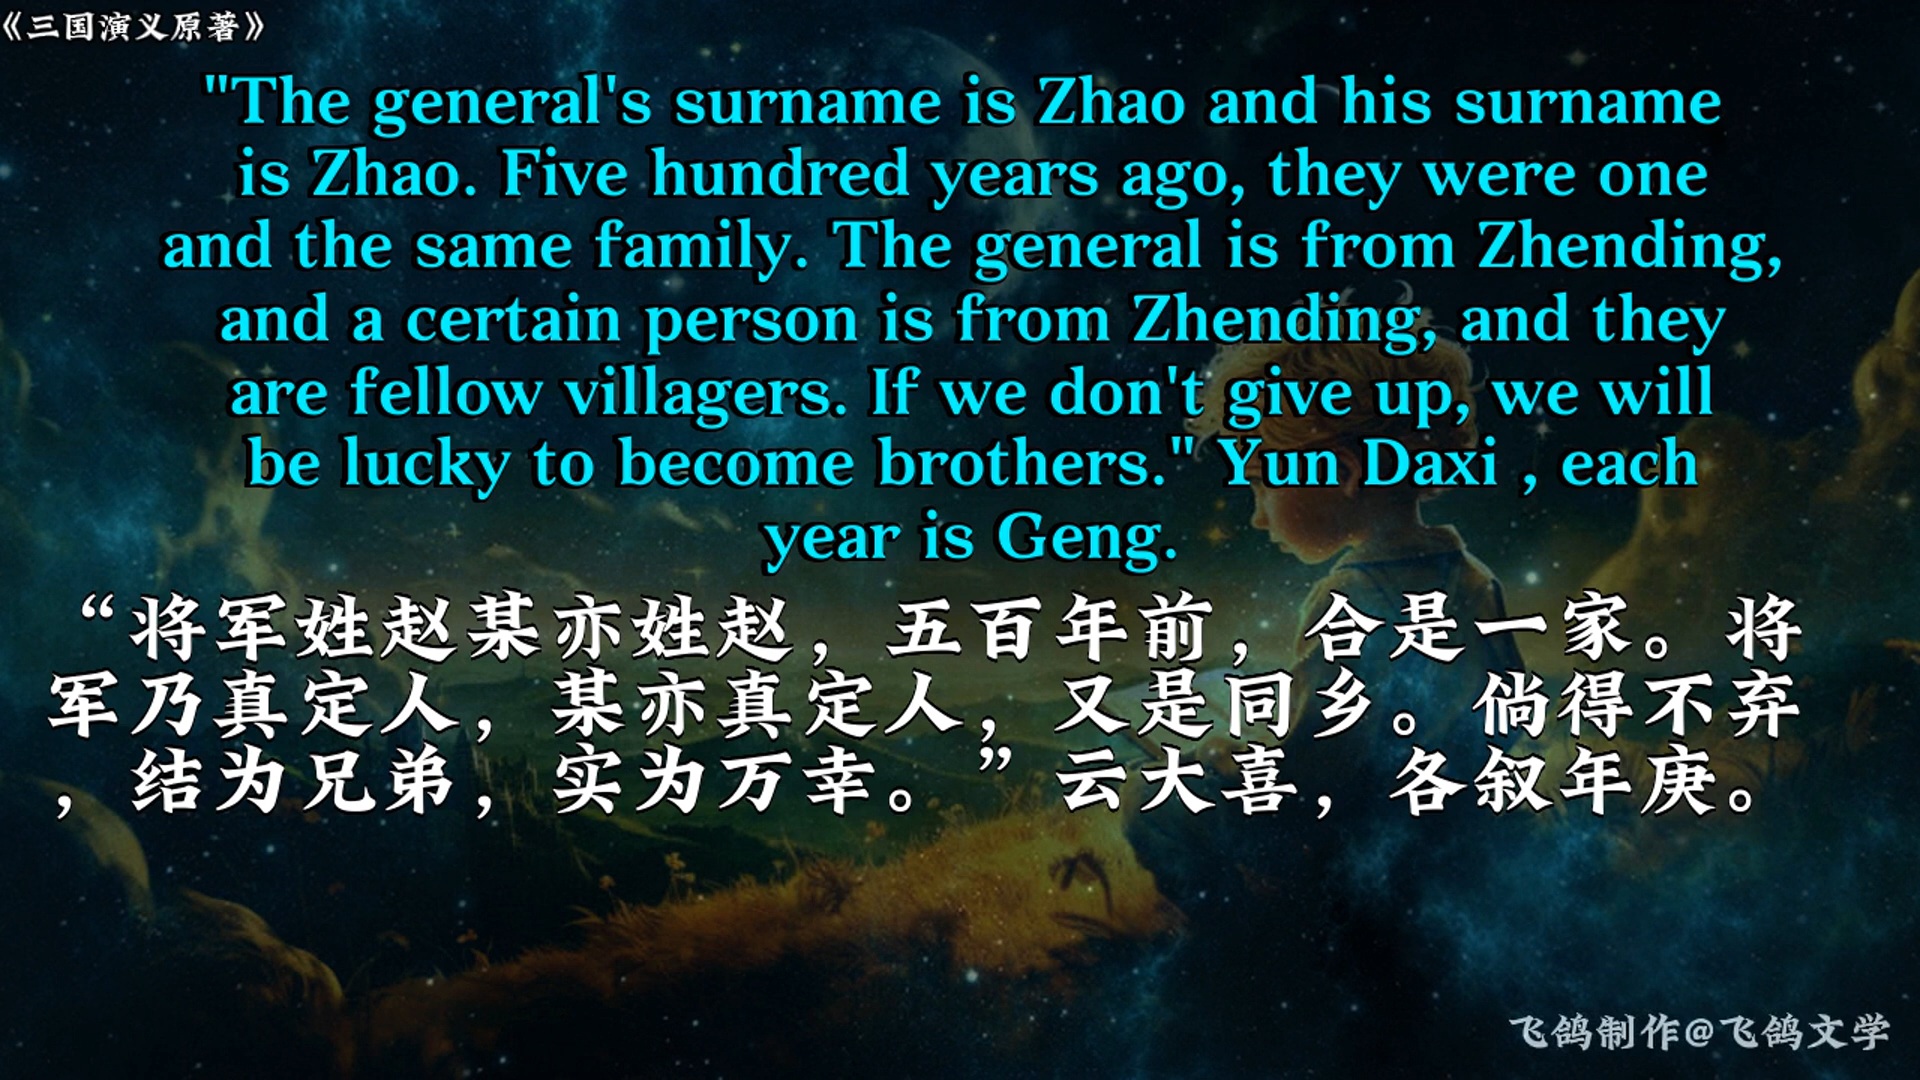 《三国演义原著》
"The general's surname is Zhao and his surname
is Zhao. Five hundred years ago, they were one
and the same family. The general is from Zhending,
and a certain person is from Zhending, and they
are fellow villagers. If we don't give up, we will
be lucky to become brothers." Yun Daxi , each
year is Geng.
“将军姓赵某亦姓赵，五百年前，合是一家。将
军乃真定人，某亦真定人，又是同乡。倘得不弃
，结为兄弟，实为万幸。”云大喜，各叙年庚。
飞鸽制作@飞鸽文学